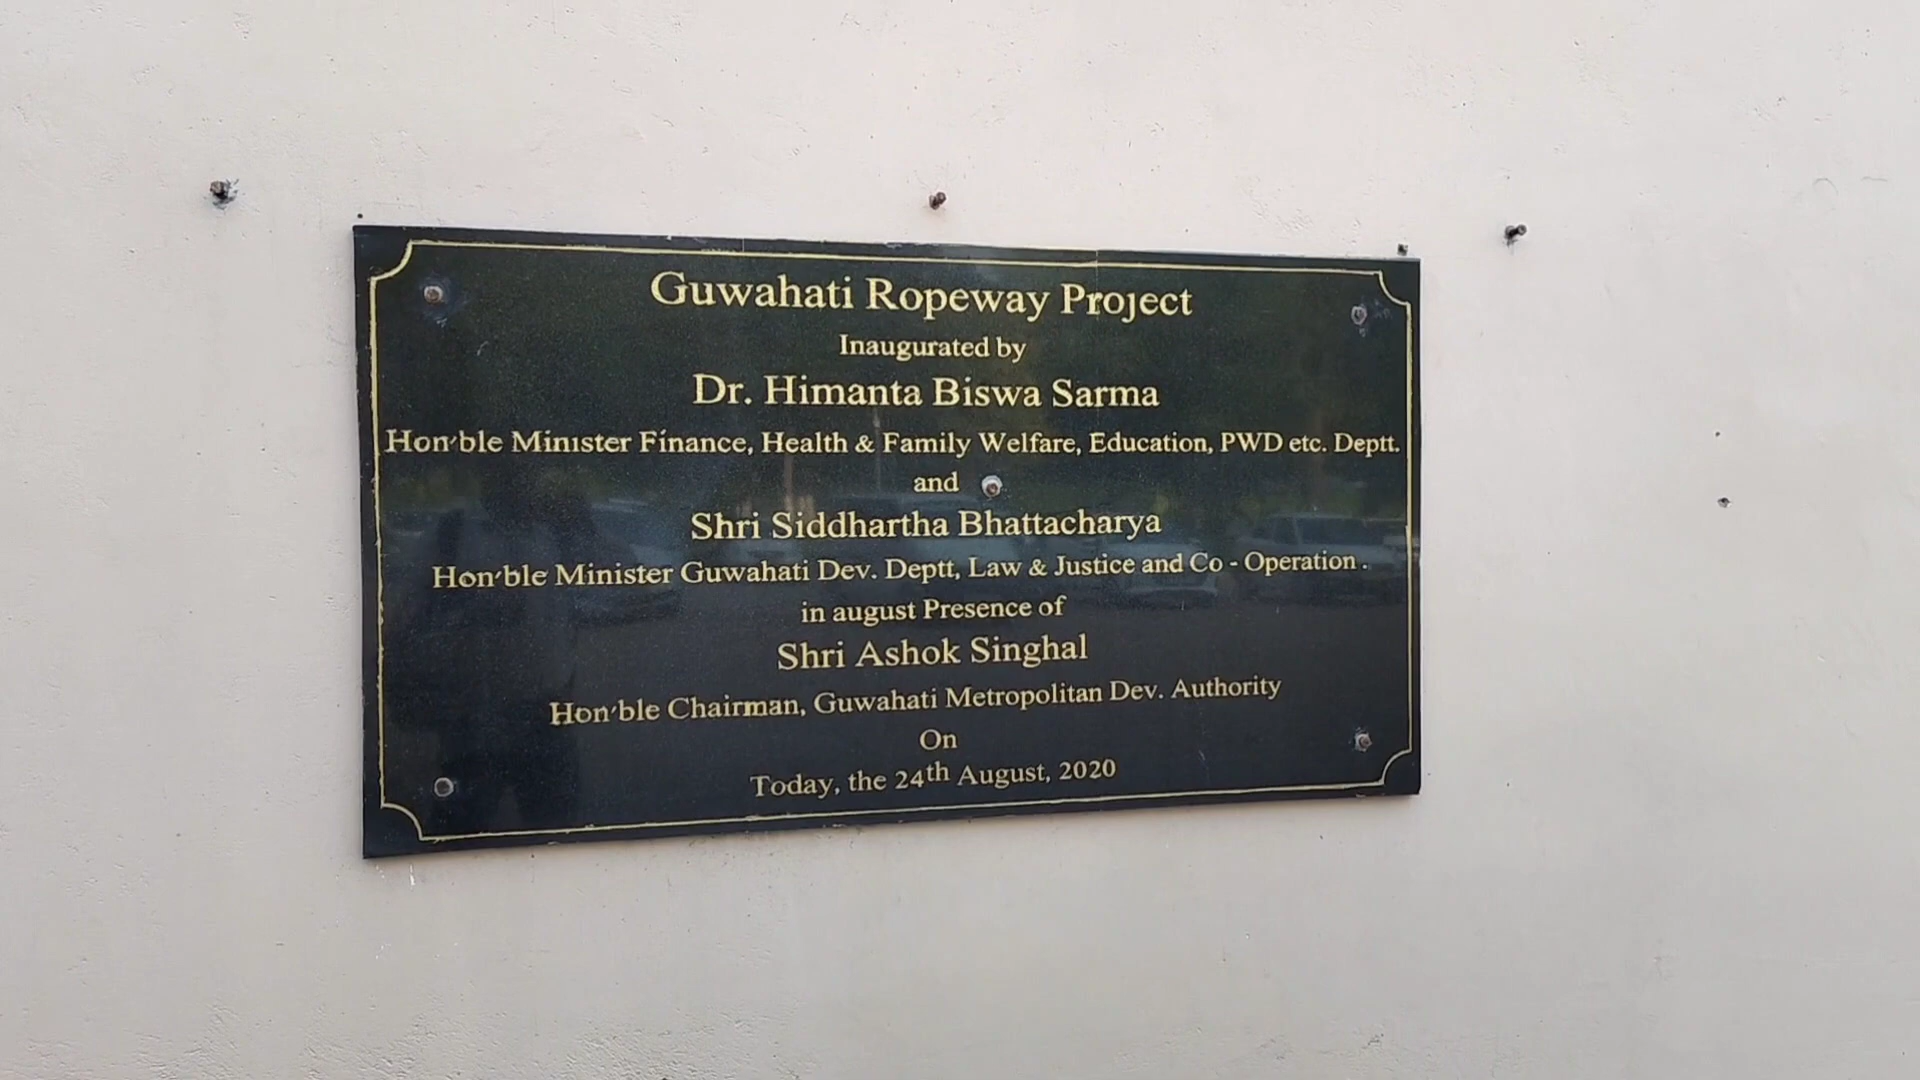 Guwahati Ropeway Project
Inaugurated by
Dr. Himanta Biswa Sarma
Hon'ble Minister Finance, Health & Family Welfare, Education, PWD etc. Deptt.
and
Shri Siddhartha Bhattacharya
Hon'ble Minister Guwahati Dev. Deptt, Law & Justice and Co - Operation .
in august Presence of
Shri Ashok Singhal
Hon'ble Chairman, Guwahati Metropolitan Dev. Authority
On
Today, the 24th August, 2020